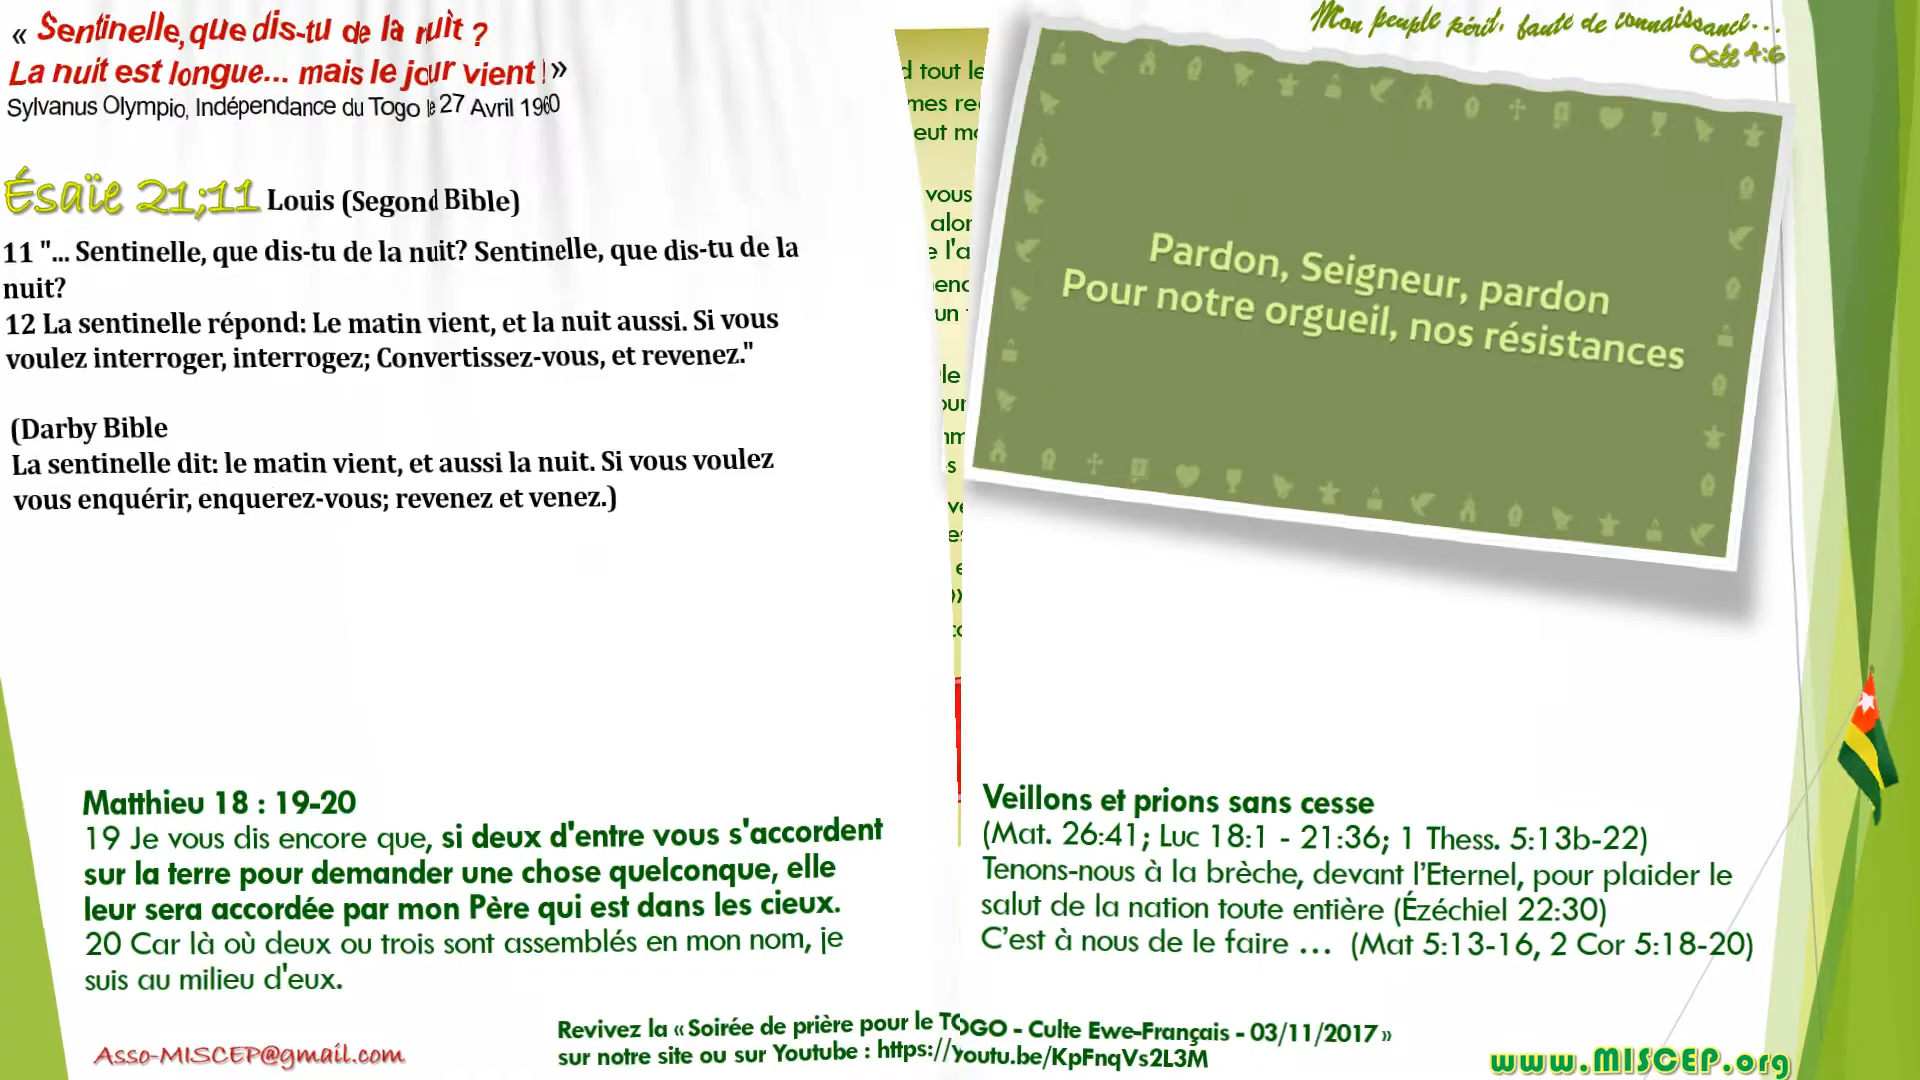 « Sentinelle, que dis-tu de la nuit ?
La nuit est longue... mais le jour vient ! »
Sylvanus Olympio, Indépendance du Togo le 27 Avril 1960
Ésaïe 21;11 Louis (Segond Bible)
11 "... Sentinelle, que dis-tu de la nuit? Sentinelle, que dis-tu de la
nuit?
12 La sentinelle répond: Le matin vient, et la nuit aussi. Si vous
voulez interroger, interrogez; Convertissez-vous, et revenez."
(Darby Bible
La sentinelle dit: le matin vient, et aussi la nuit. Si vous voulez
vous enquérir, enquerez-vous; revenez et venez.)
Matthieu 18 : 19-20
19 Je vous dis encore que, si deux d'entre vous s'accordent
sur la terre pour demander une chose quelconque, elle
leur sera accordée par mon Père qui est dans les cieux.
20 Car là où deux ou trois sont assemblés en mon nom, je
suis au milieu d'eux.
d tout le
vous
Mon peuple périt, faute de connaissance...
Osée 4:6
Pardon, Seigneur, pardon
Pour notre orgueil, nos résistances
Veillons et prions sans cesse
(Mat. 26:41; Luc 18:1 - 21:36; 1 Thess. 5:13b-22)
Tenons-nous à la brèche, devant l'Eternel, pour plaider le
salut de la nation toute entière (Ézéchiel 22:30)
C'est à nous de le faire ... (Mat 5:13-16, 2 Cor 5:18-20)
Revivez la « Soirée de prière pour le TOGO - Culte Ewe-Français - 03/11/2017 »
sur notre site ou sur Youtube : https://youtu.be/KpFnqVs2L3M
Asso-MISCEP@gmail.com
www.MISCEP.org